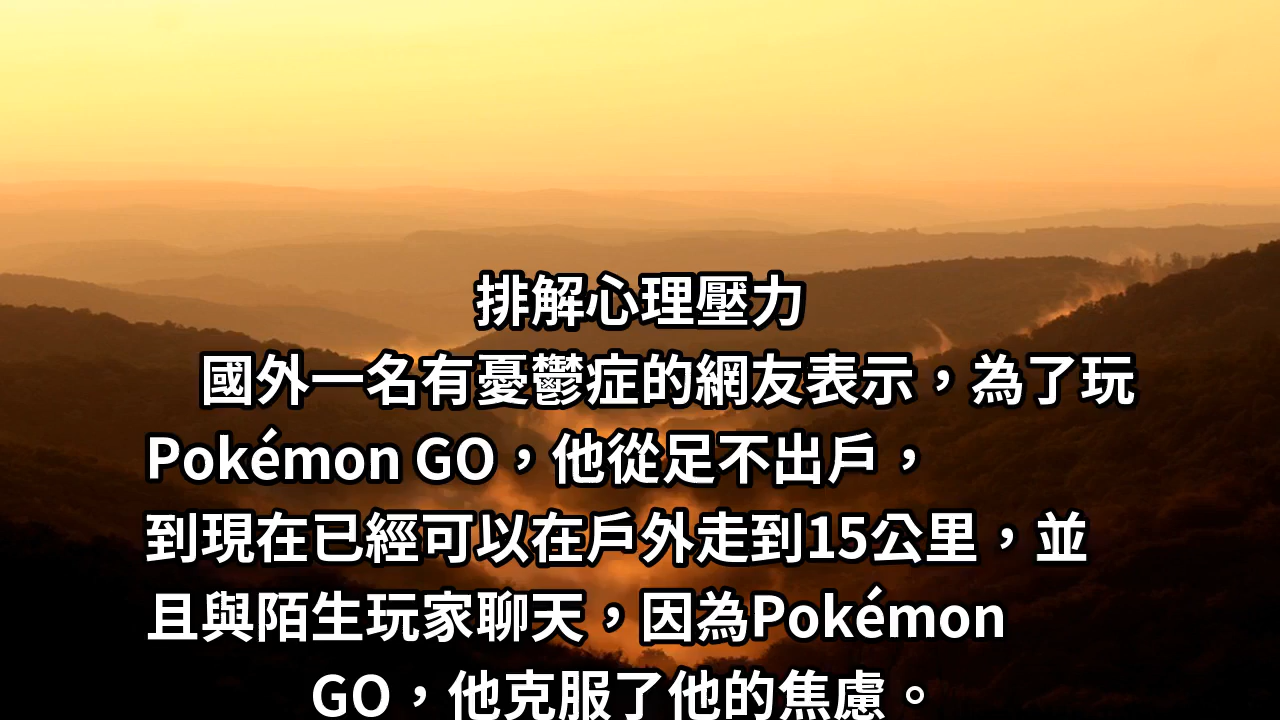 排解心理壓力
國外一名有憂鬱症的網友表示，為了玩
Pokémon GO，他從足不出戶，
到現在已經可以在戶外走到15公里，並
且與陌生玩家聊天，因為Pokémon
GO，他克服了他的焦慮。